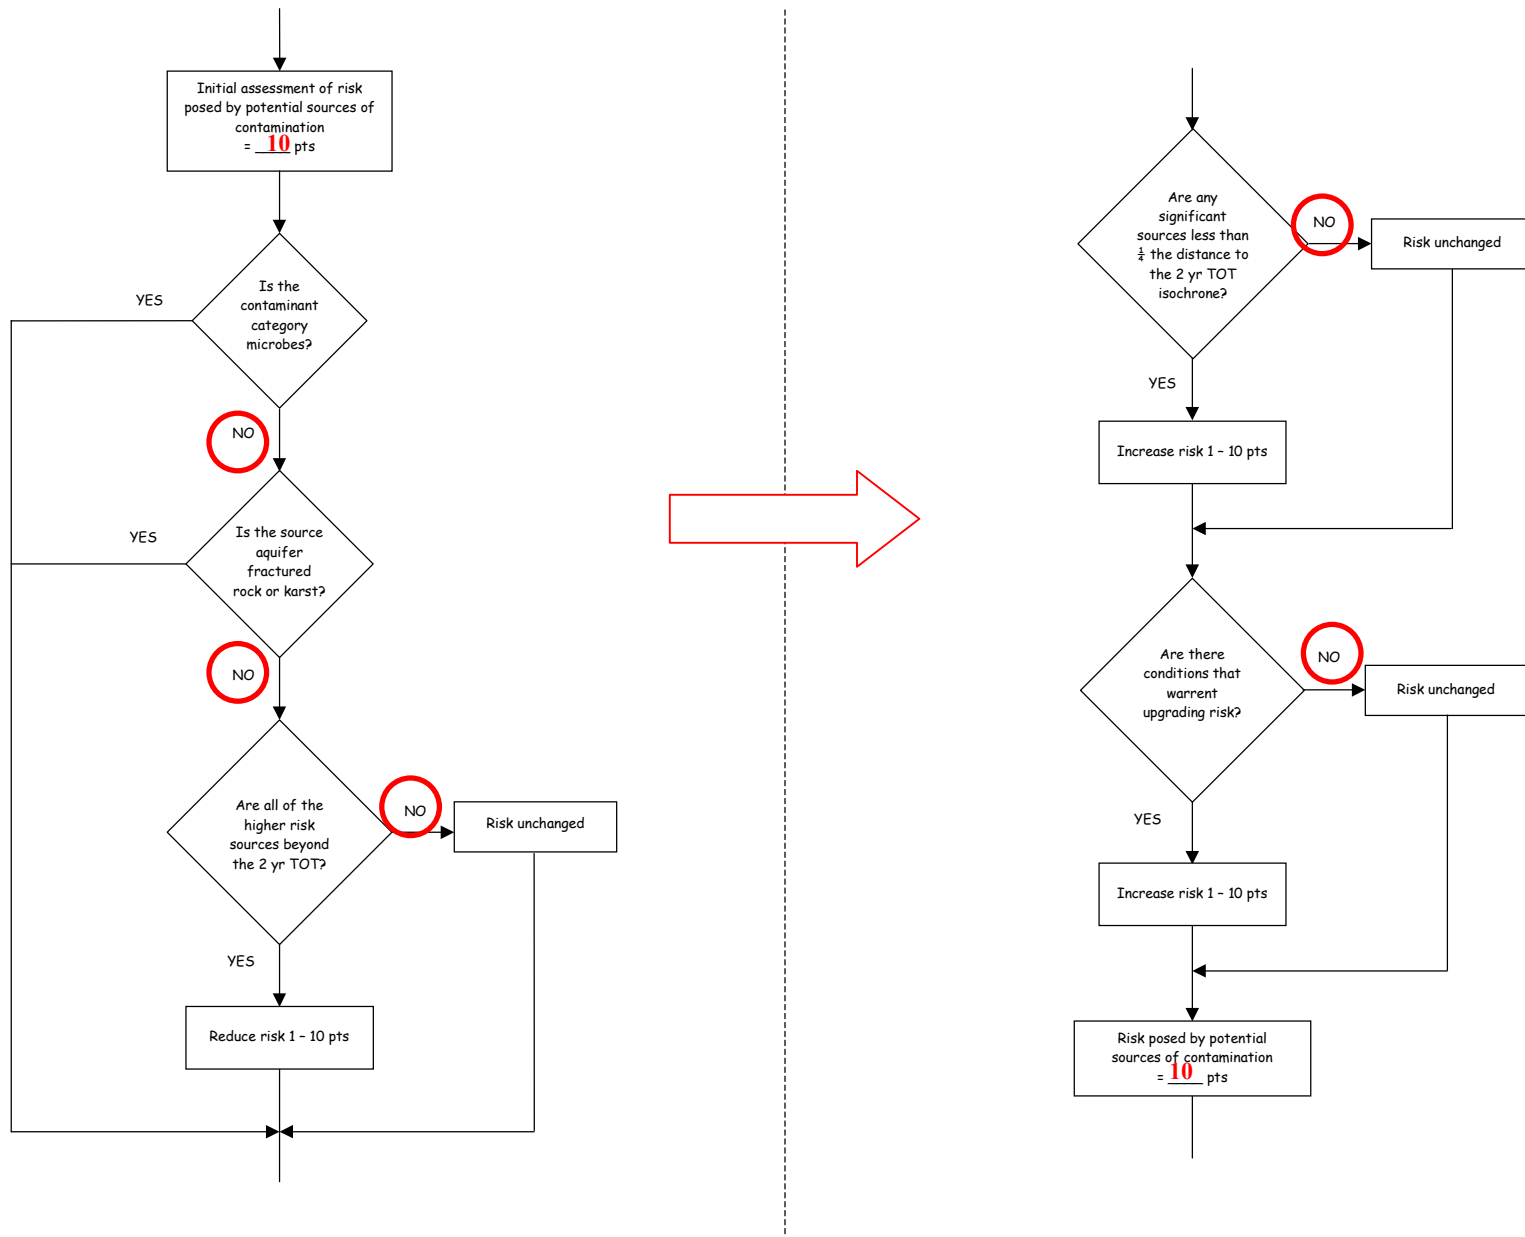 Initial assessment of risk
posed by potential sources of
contamination
= 10 pts
Is the
contaminant
category
microbes?
YES
NO
Is the source
aquifer
fractured
rock or karst?
YES
NO
Are all of the
higher risk
sources beyond
the 2 yr TOT?
NO
Risk unchanged
YES
Reduce risk 1 - 10 pts
Are any
significant
sources less than
¼ the distance to
the 2 yr TOT
isochrone?
NO
Risk unchanged
YES
Increase risk 1 - 10 pts
Are there
conditions that
warrent
upgrading risk?
NO
Risk unchanged
YES
Increase risk 1 - 10 pts
Risk posed by potential
sources of contamination
= 10 pts